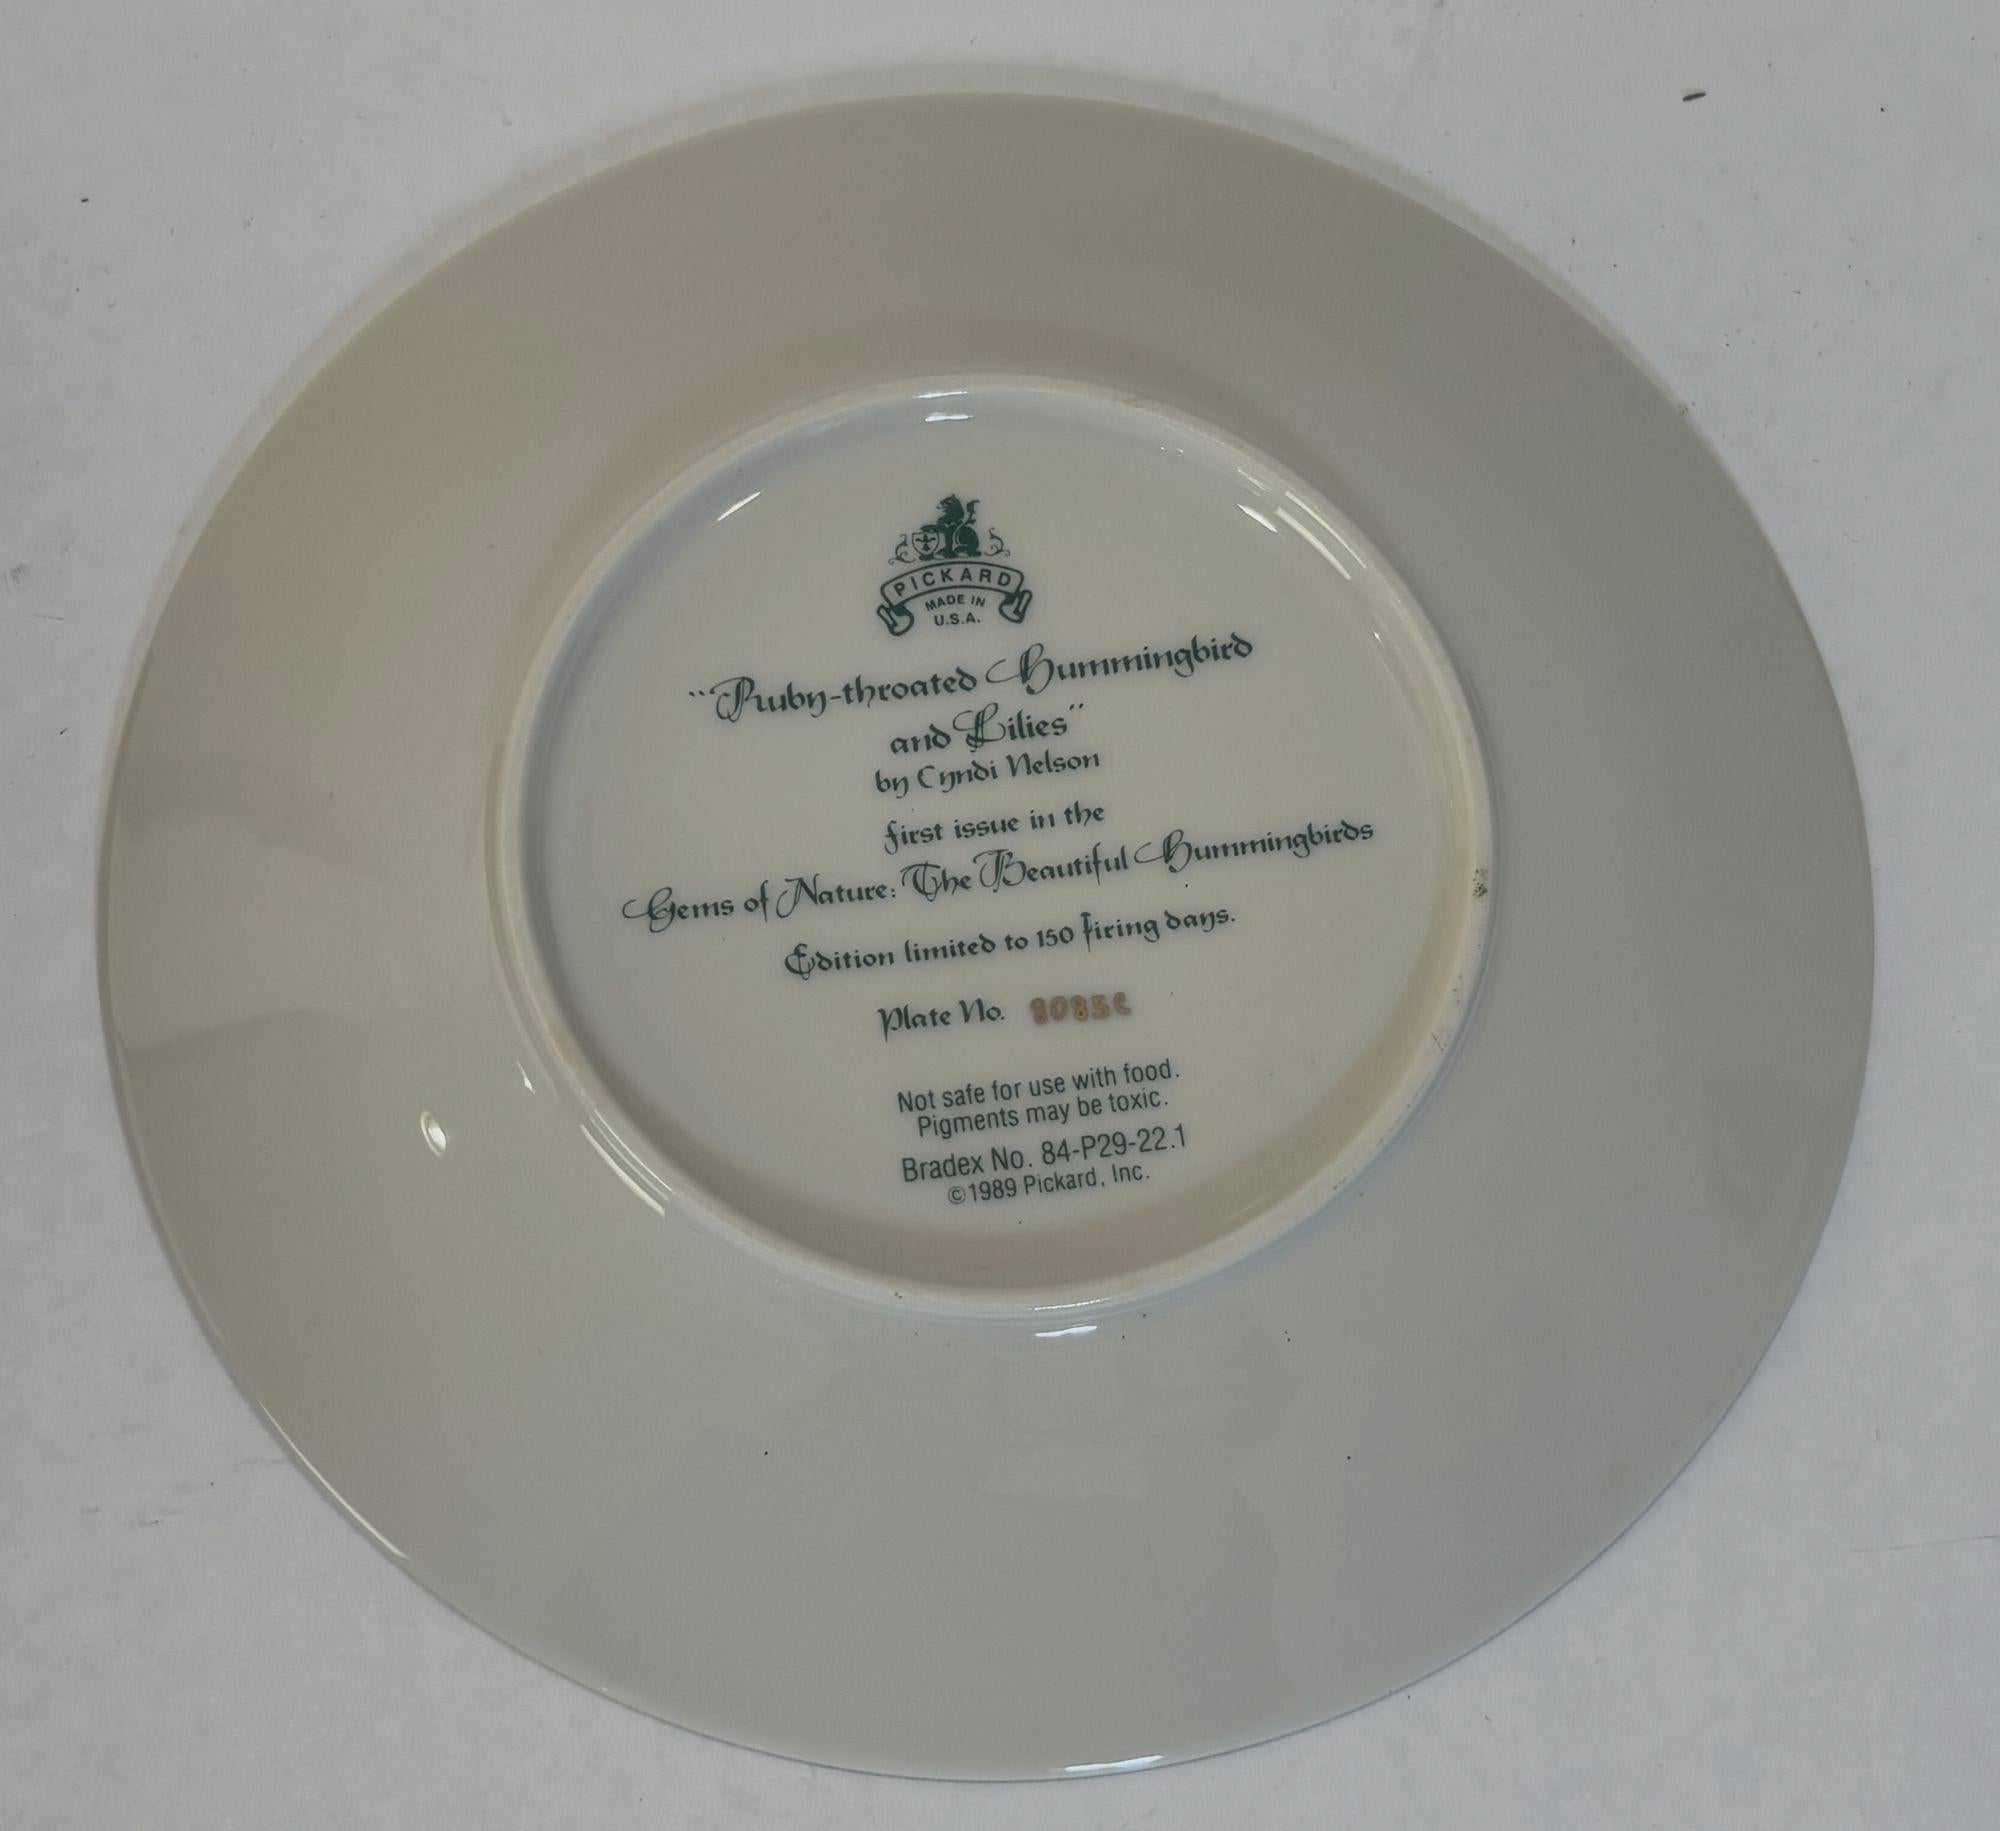 PICKARD
MADE IN
U.S.A.
"Ruby-throated Hummingbird
and Lilies"
by Cyndi Nelson
first issue in the
Gems of Nature: The Beautiful Hummingbirds
Edition limited to 150 firing days.
Plate No. 8085C
Not safe for use with food.
Pigments may be toxic.
Bradex No. 84-P29-22.1
©1989 Pickard, Inc.